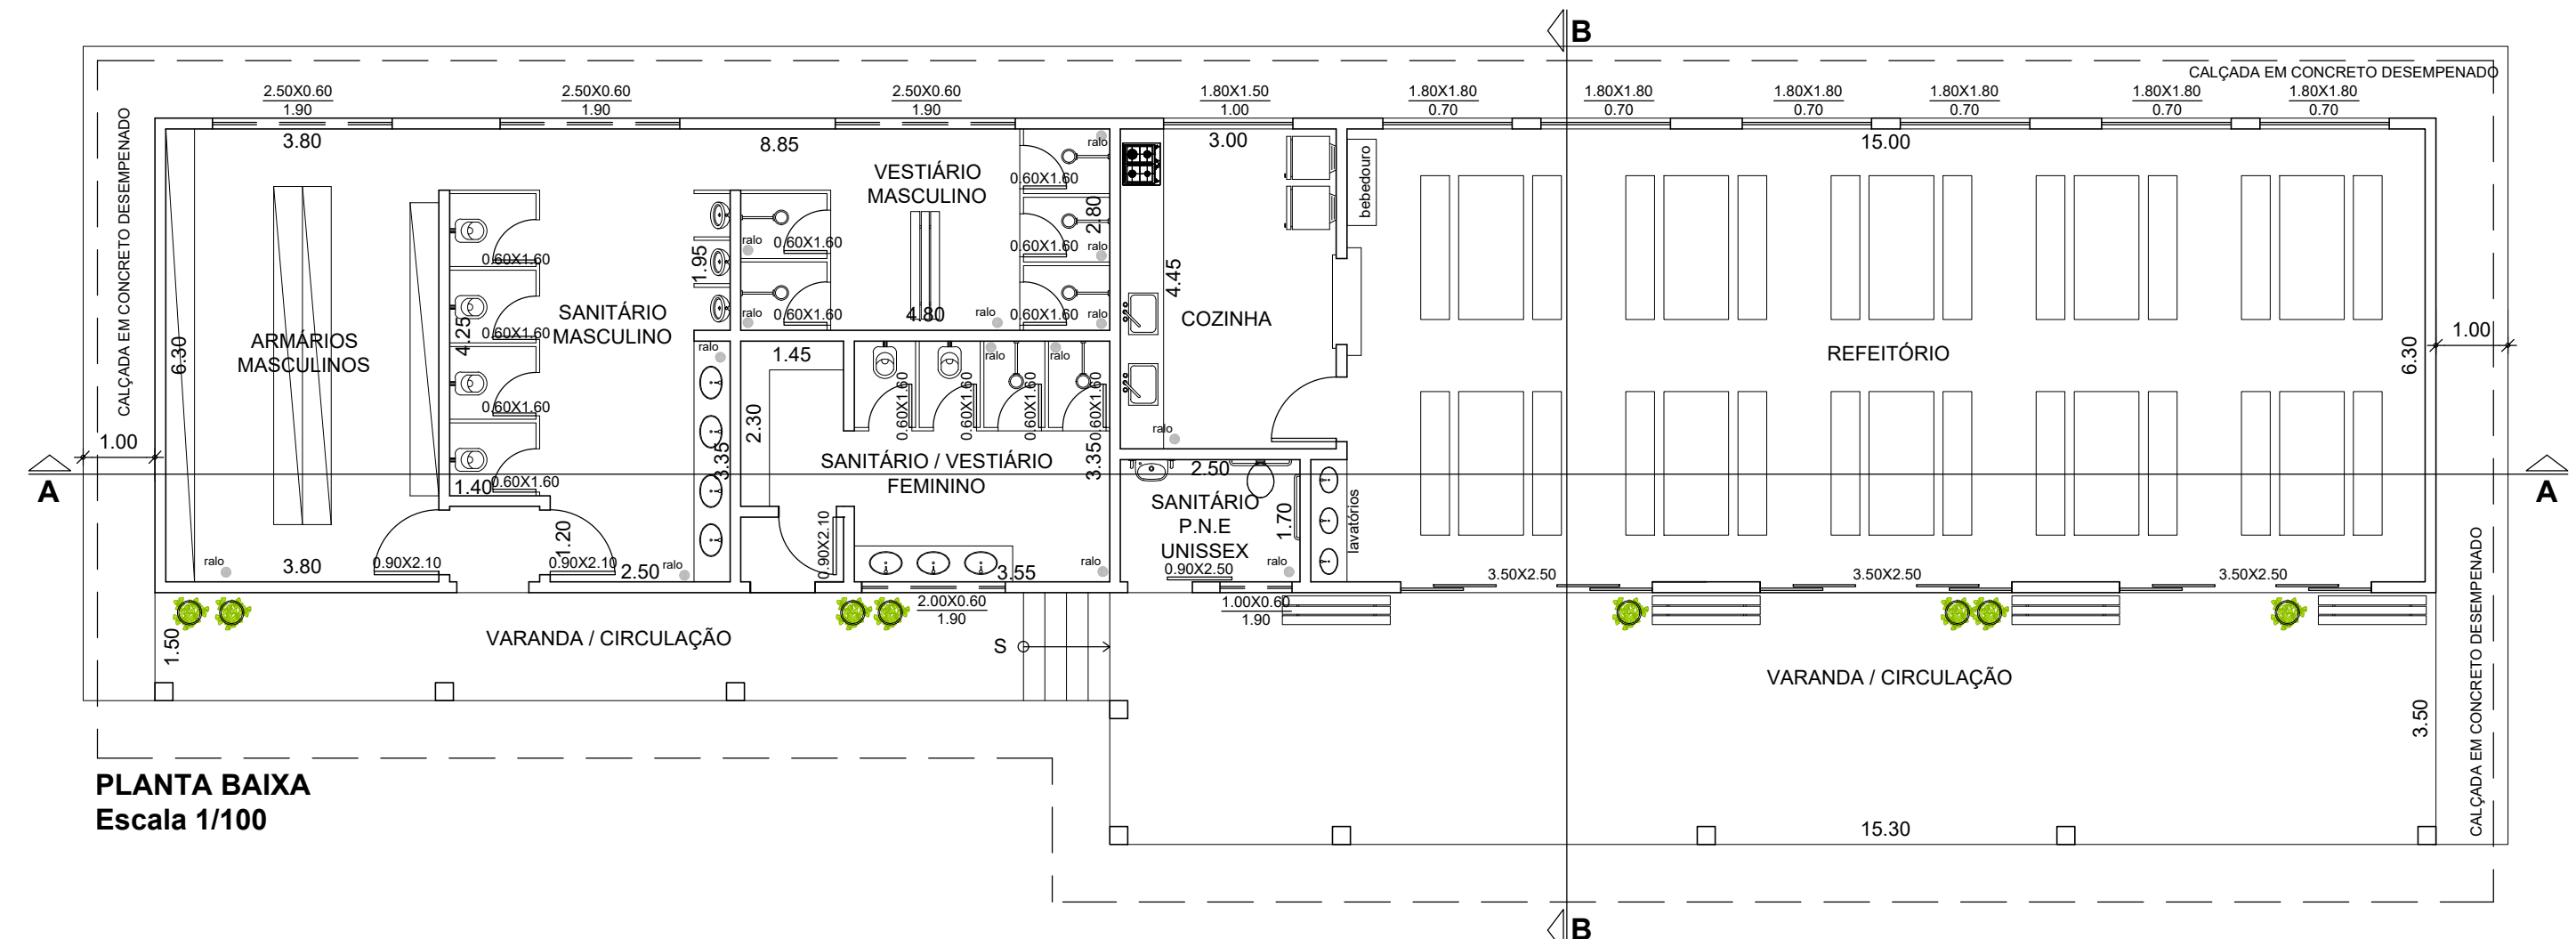 B
CALÇADA EM CONCRETO DESEMPENADO
2.50X0.60
1.90
2.50X0.60
1.90
2.50X0.60
1.90
1.80X1.50
1.00
1.80X1.80
0.70
1.80X1.80
0.70
1.80X1.80
0.70
1.80X1.80
0.70
1.80X1.80
0.70
1.80X1.80
0.70
CALÇADA EM CONCRETO DESEMPENADO
3.80
8.85
3.00
15.00
ralo
VESTIÁRIO
MASCULINO
0.60X1.60
bebedouro
2.80
ralo
0.60X1.60
0.60X1.60
ralo
0.60X1.60
1.95
4.45
ralo
0.60X1.60
4.80
ralo
0.60X1.60
ralo
SANITÁRIO
MASCULINO
0.60X1.60
4.25
0.60X1.60
0.60X1.60
1.40
COZINHA
ARMÁRIOS
MASCULINOS
6.30
REFEITÓRIO
6.30
1.00
ralo
1.45
ralo
ralo
0.60X1.60
0.60X1.60
0.60X1.60
0.60X1.60
2.30
3.35
3.35
ralo
1.00
A
SANITÁRIO / VESTIÁRIO
FEMININO
2.50
SANITÁRIO
P.N.E
UNISSEX
1.70
lavatórios
A
1.20
0.90X2.10
ralo
3.80
0.90X2.10
0.90X2.10
2.50
ralo
3.55
ralo
0.90X2.50
ralo
3.50X2.50
3.50X2.50
3.50X2.50
2.00X0.60
1.90
1.00X0.60
1.90
1.50
VARANDA / CIRCULAÇÃO
S
VARANDA / CIRCULAÇÃO
3.50
CALÇADA EM CONCRETO DESEMPENADO
15.30
PLANTA BAIXA
Escala 1/100
B